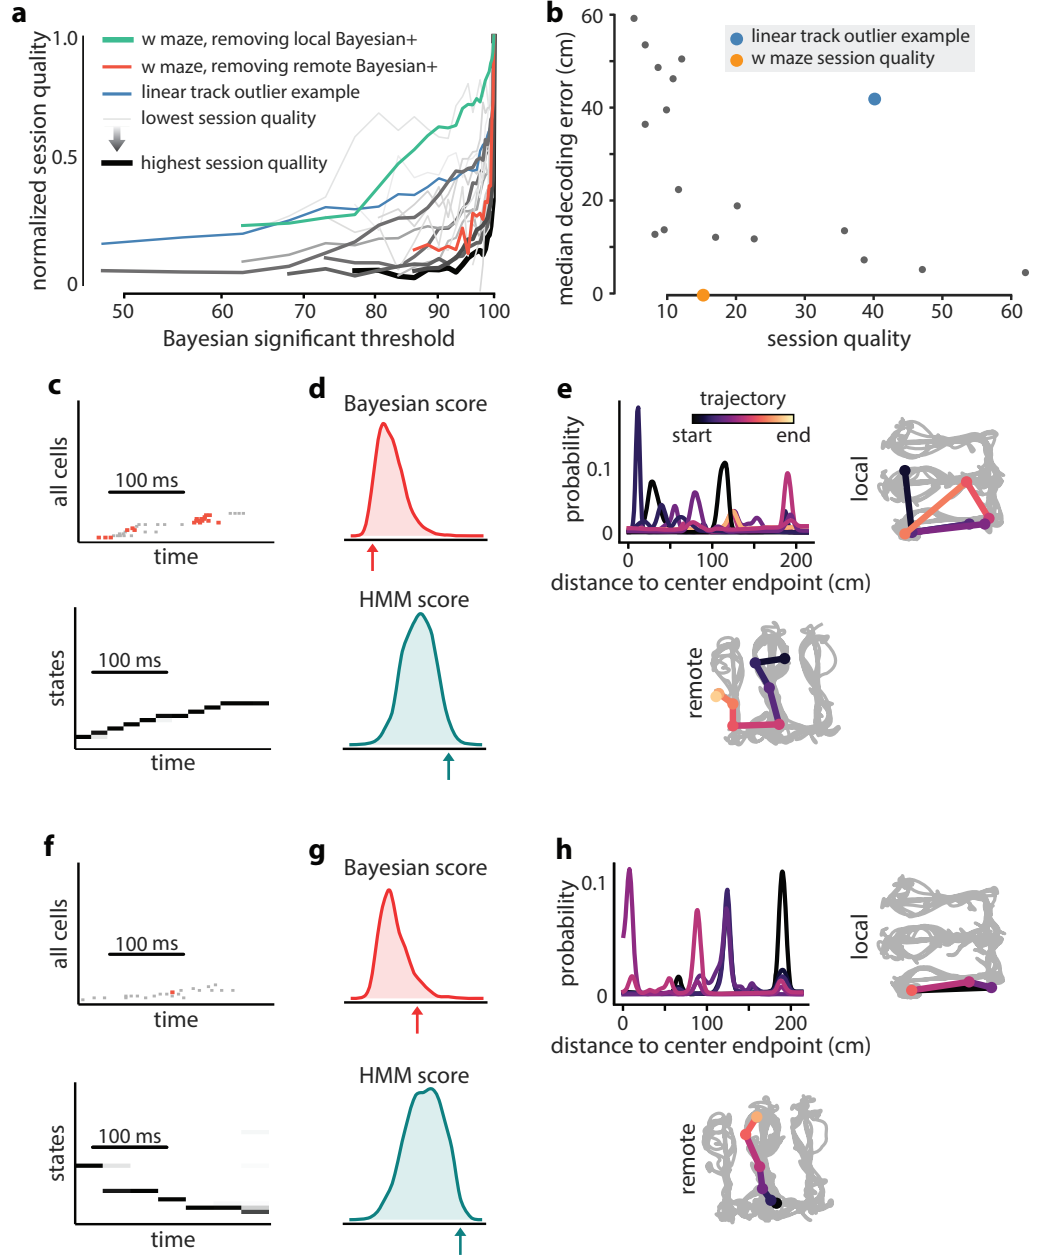 a
normalized session quality
1.0
0.5
0
w maze, removing local Bayesian+
w maze, removing remote Bayesian+
linear track outlier example
lowest session quality
highest session quallity
50
60
70
80
90
100
Bayesian significant threshold
b
median decoding error (cm)
60
40
20
0
linear track outlier example
w maze session quality
10
20
30
40
50
60
session quality
c
all cells
100 ms
time
states
100 ms
time
d
Bayesian score
HMM score
e
trajectory
start
end
probability
0.1
0
0
100
200
distance to center endpoint (cm)
local
remote
f
all cells
100 ms
time
states
100 ms
time
g
Bayesian score
HMM score
h
probability
0.1
0
0
100
200
distance to center endpoint (cm)
local
remote